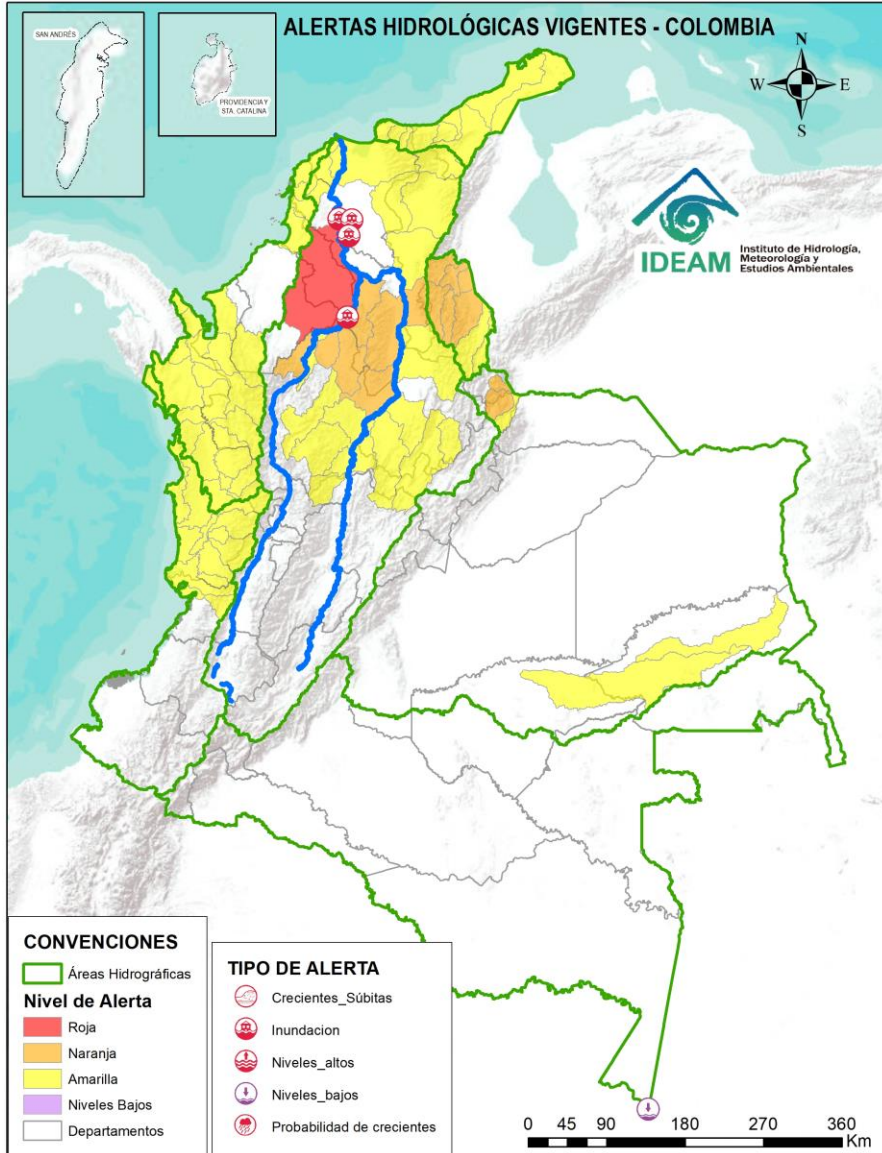 ALERTAS HIDROLÓGICAS VIGENTES - COLOMBIA
SAN ANDRÉS
PROVIDENCIA Y
STA. CATALINA
N
W
E
S
IDEAM
Instituto de Hidrología,
Meteorología y
Estudios Ambientales
CONVENCIONES
Áreas Hidrográficas
Nivel de Alerta
Roja
Naranja
Amarilla
Niveles Bajos
Departamentos
TIPO DE ALERTA
Crecientes_Súbitas
Inundacion
Niveles_altos
Niveles_bajos
Probabilidad de crecientes
0 45 90 180 270 360
Km